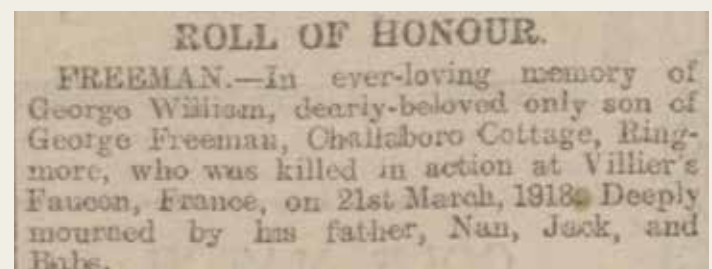 ROLL OF HONOUR.
FREEMAN.—In ever-loving memory of
George William, dearly-beloved only son of
George Freeman, Challaboro Cottage, Ring-
more, who was killed in action at Villier's
Faucon, France, on 21st March, 1918. Deeply
mourned by his father, Nan, Jack, and
Babs.